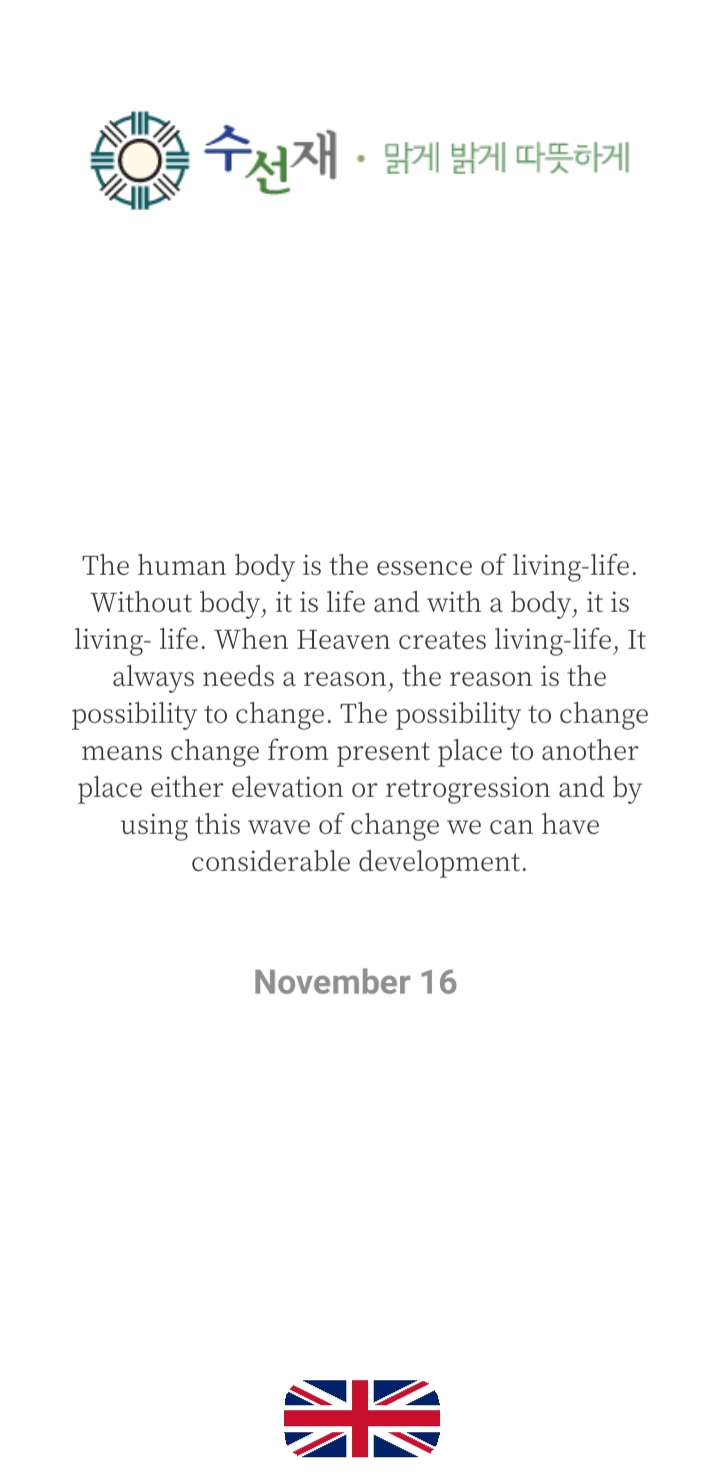 수선재 · 맑게 밝게 따뜻하게
The human body is the essence of living-life.
Without body, it is life and with a body, it is
living- life. When Heaven creates living-life, It
always needs a reason, the reason is the
possibility to change. The possibility to change
means change from present place to another
place either elevation or retrogression and by
using this wave of change we can have
considerable development.
November 16